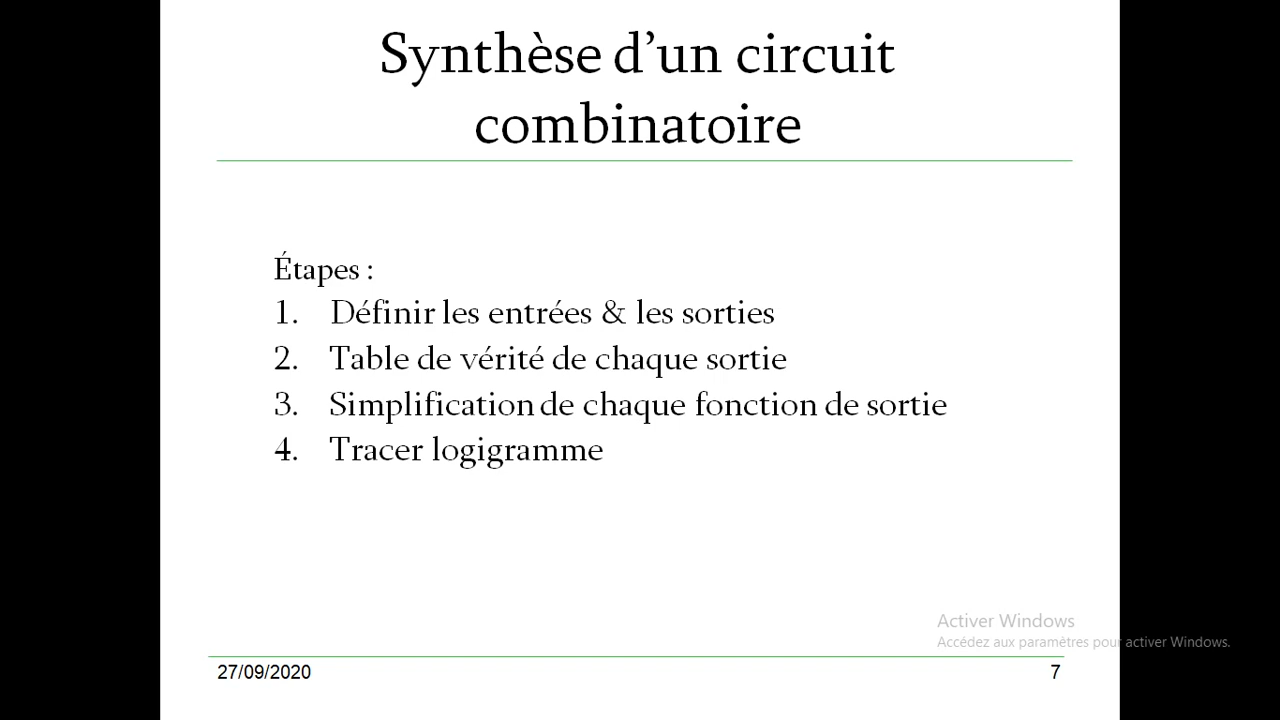 Synthèse d’un circuit
combinatoire
Étapes :
1. Définir les entrées & les sorties
2. Table de vérité de chaque sortie
3. Simplification de chaque fonction de sortie
4. Tracer logigramme
Activer Windows
Accédez aux paramètres pour activer Windows.
27/09/2020
7